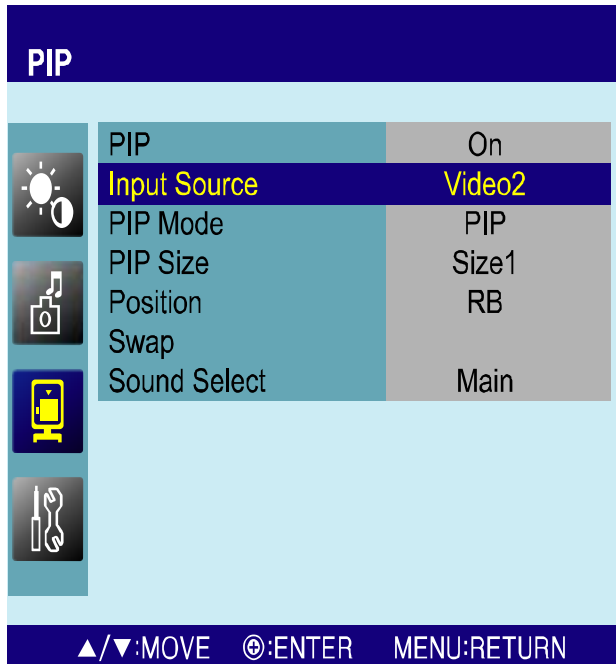 PIP
PIP On
Input Source Video2
PIP Mode PIP
PIP Size Size1
Position RB
Swap
Sound Select Main
▲/▼:MOVE ⊕:ENTER MENU:RETURN